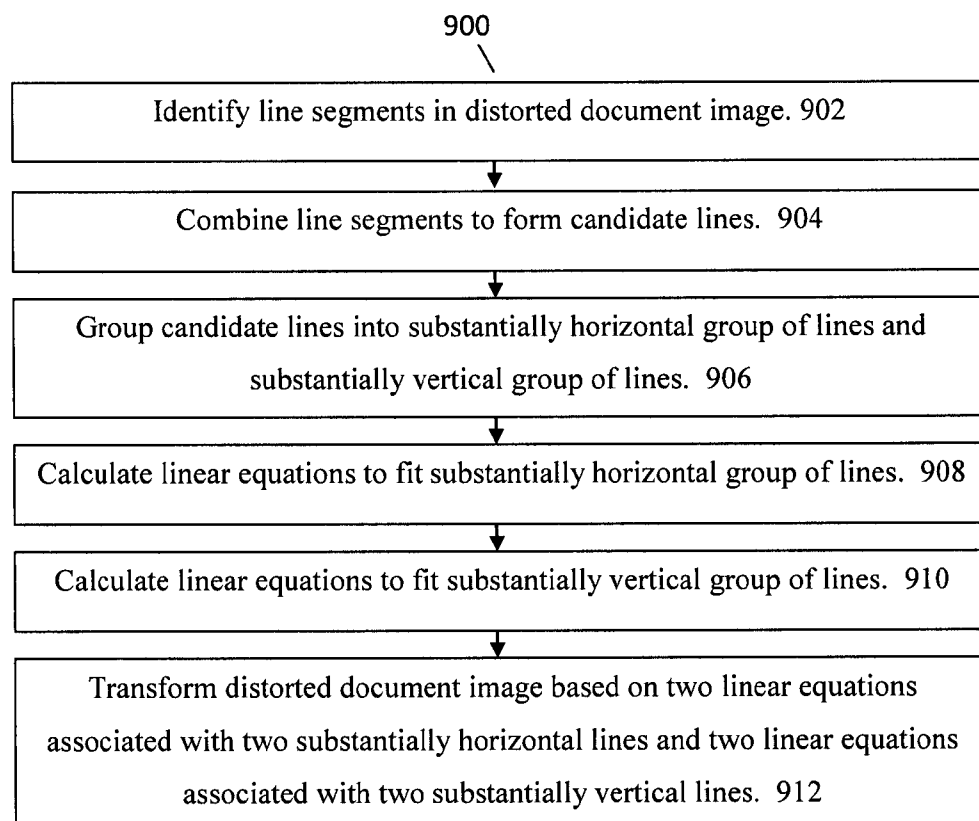 900
Identify line segments in distorted document image. 902
Combine line segments to form candidate lines. 904
Group candidate lines into substantially horizontal group of lines and
substantially vertical group of lines. 906
Calculate linear equations to fit substantially horizontal group of lines. 908
Calculate linear equations to fit substantially vertical group of lines. 910
Transform distorted document image based on two linear equations
associated with two substantially horizontal lines and two linear equations
associated with two substantially vertical lines. 912